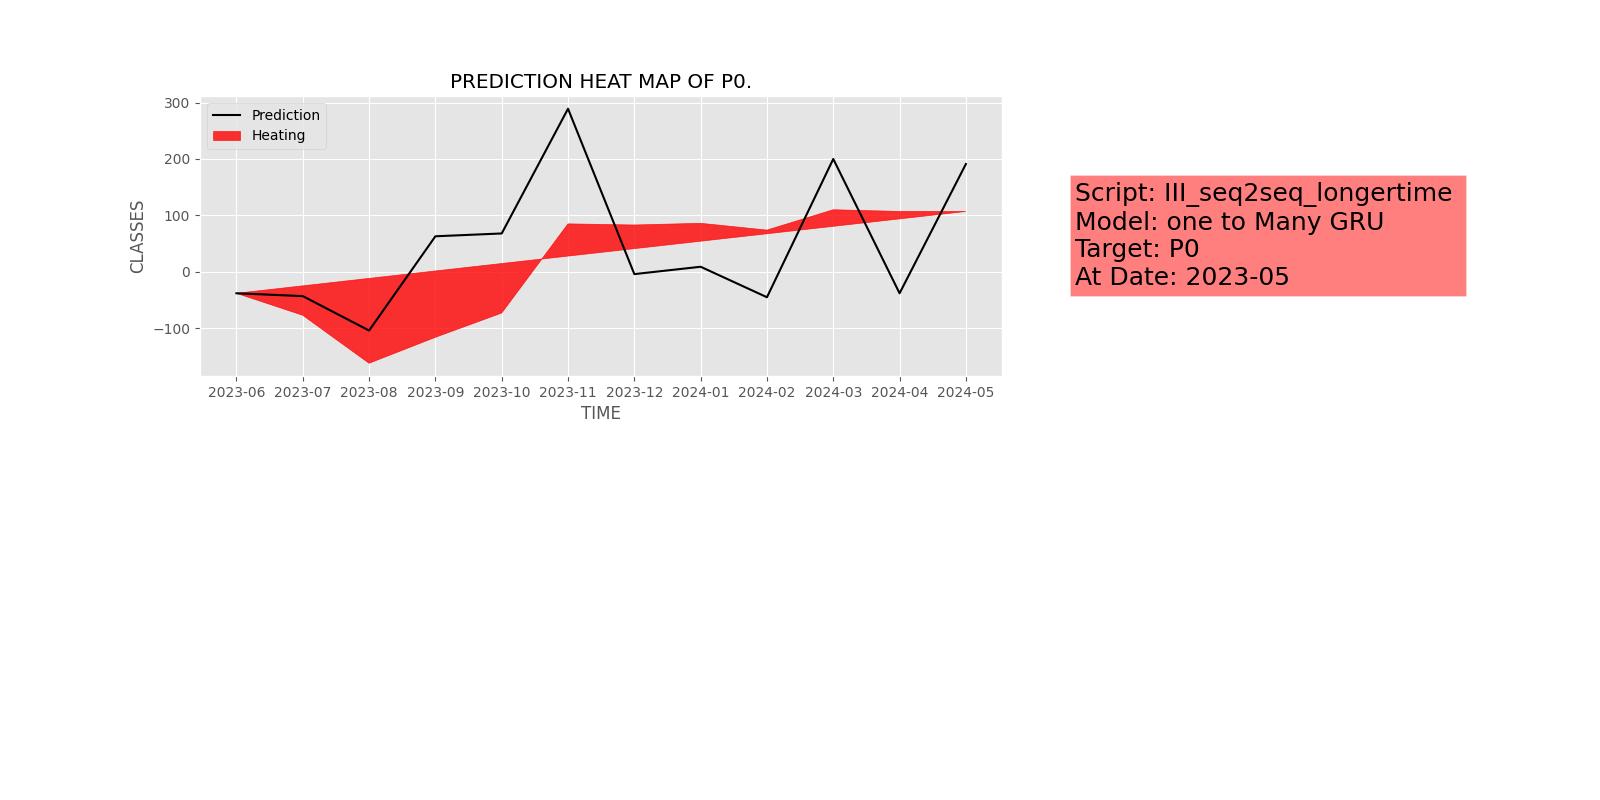 PREDICTION HEAT MAP OF P0.
Prediction
Heating
300
200
100
0
−100
CLASSES
2023-06 2023-07 2023-08 2023-09 2023-10 2023-11 2023-12 2024-01 2024-02 2024-03 2024-04 2024-05
TIME
Script: III_seq2seq_longertime
Model: one to Many GRU
Target: P0
At Date: 2023-05